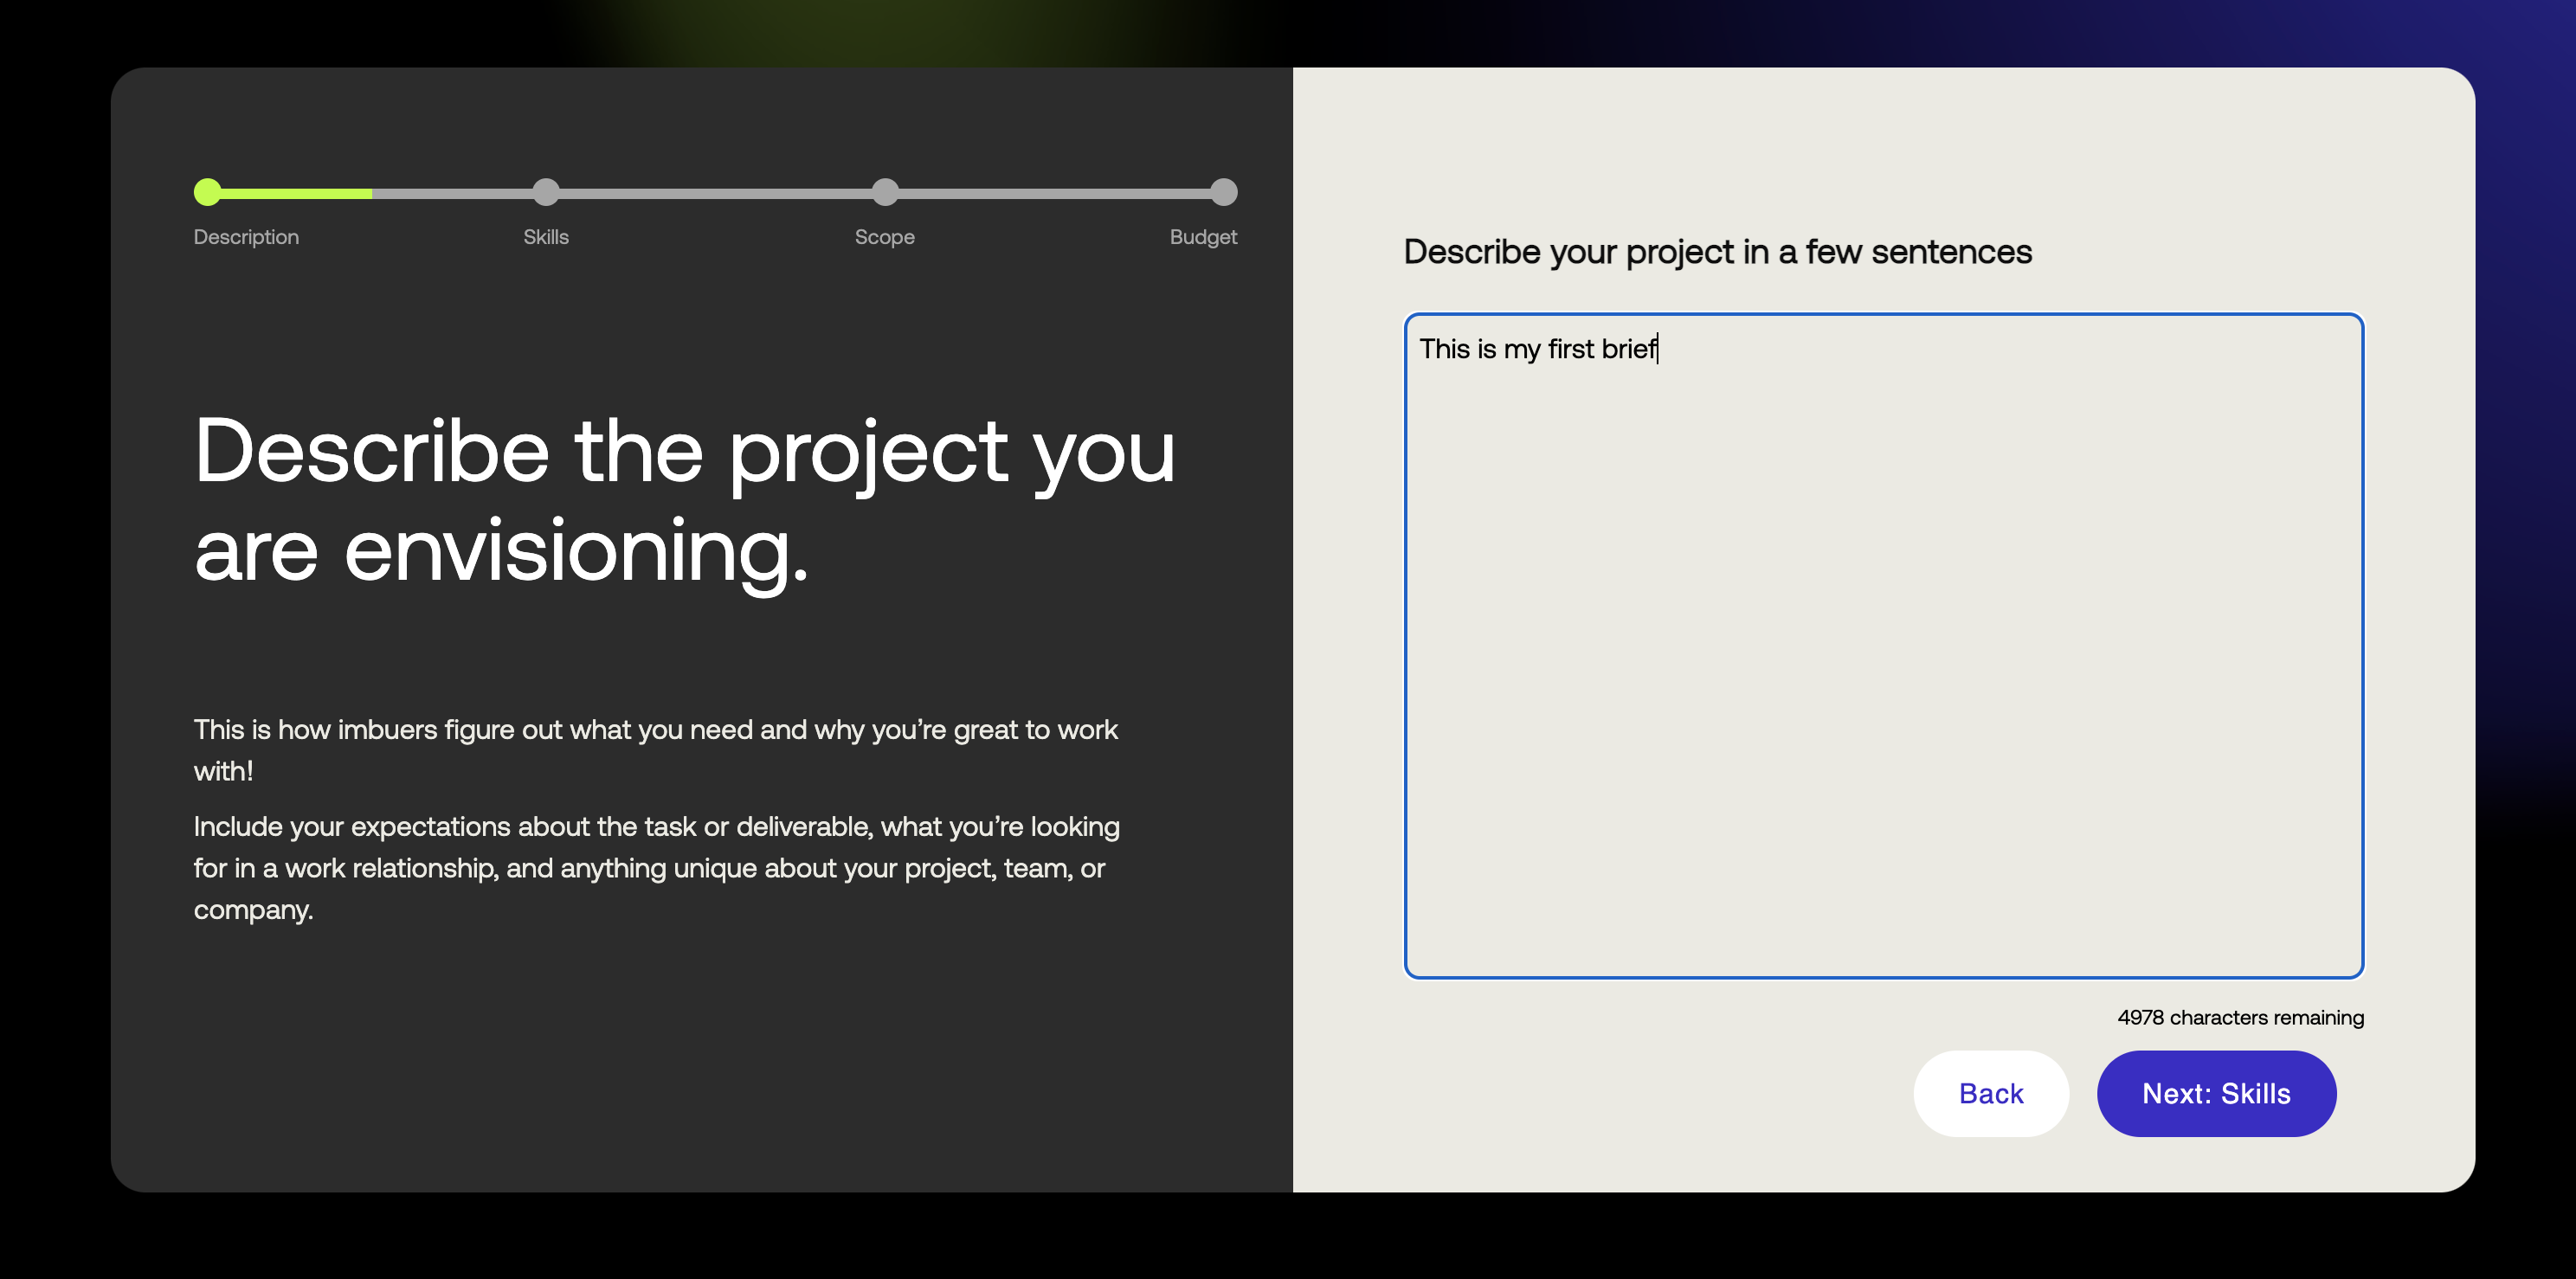 Description
Skills
Scope
Budget
Describe the project you
are envisioning.
This is how imbuers figure out what you need and why you’re great to work
with!
Include your expectations about the task or deliverable, what you’re looking
for in a work relationship, and anything unique about your project, team, or
company.
Describe your project in a few sentences
This is my first brief
4978 characters remaining
Back
Next: Skills